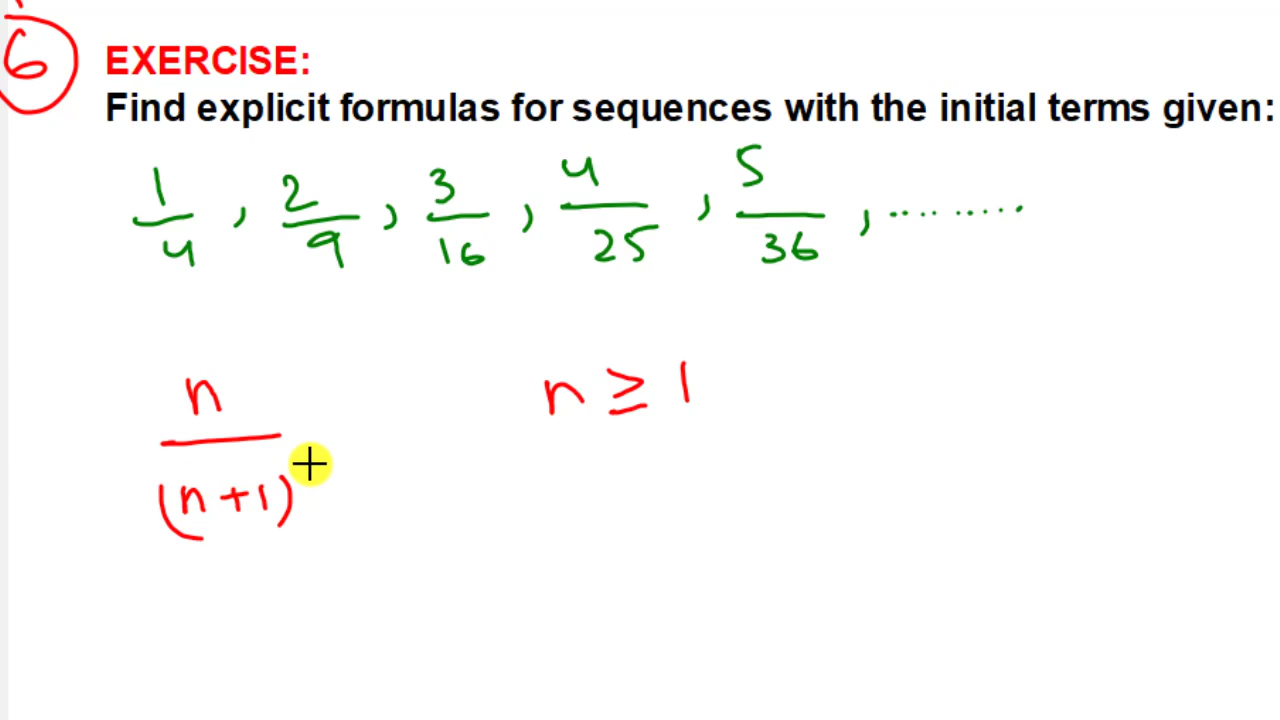 6
EXERCISE:
Find explicit formulas for sequences with the initial terms given:
1/4 , 2/9 , 3/16 , 4/25 , 5/36 , ..........
n/(n+1) n ≥ 1